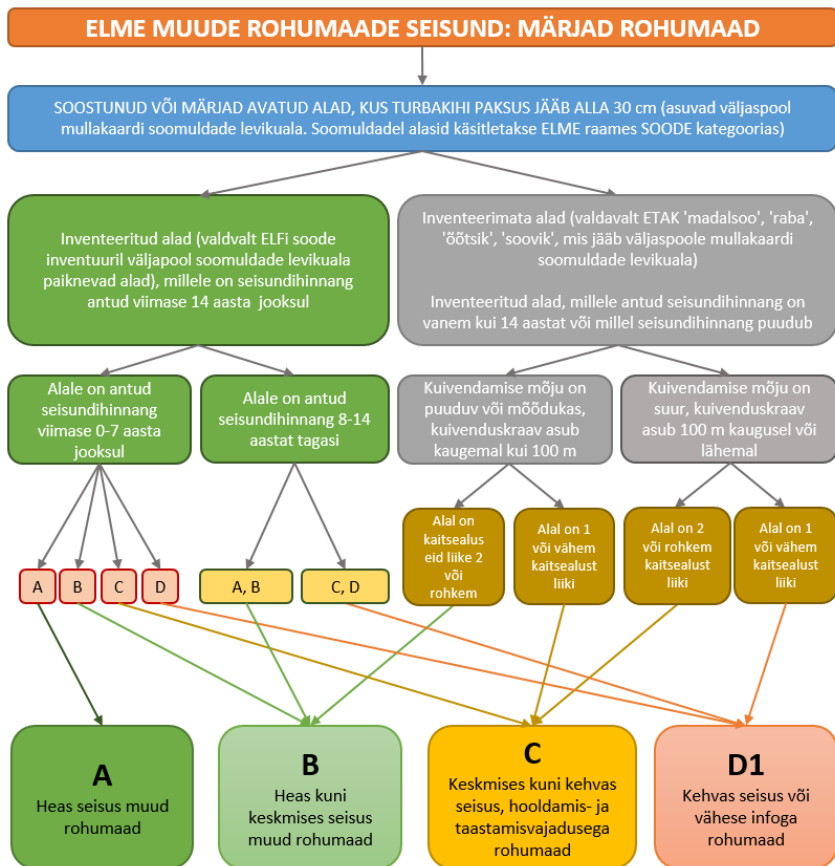 ELME MUUDE ROHUMAADE SEISUND: MÄRJAD ROHUMAAD
SOOSTUNUD VÕI MÄRJAD AVATUD ALAD, KUS TURBAKIHI PAKSUS JÄÄB ALLA 30 cm (asuvad väljaspool
mullakaardi soomuldade levikuala. Soomuldadel alasid käsitletakse ELME raames SOODE kategoorias)
Inventeeritud alad (valdvalt ELFi soode
inventuuril väljapool soomuldade levikuala
paiknevad alad), millele on seisundihinnang
antud viimase 14 aasta jooksul
Inventeerimata alad (valdavalt ETAK 'madalsoo', 'raba',
'õõtsik', 'soovik', mis jääb väljaspoole mullakaardi
soomuldade levikuala)
Inventeeritud alad, millele antud seisundihinnang on
vanem kui 14 aastat või millel seisundihinnang puudub
Alale on antud
seisundihinnang
viimase 0-7 aasta
jooksul
Alale on antud
seisundihinnang 8-14
aastat tagasi
Kuivendamise mõju on
puuduv või mõõdukas,
kuivenduskraav asub
kaugemal kui 100 m
Kuivendamise mõju on
suur, kuivenduskraav
asub 100 m kaugusel või
lähemal
A
B
C
D
A, B
C, D
Alal on
kaitsealus
eid liike 2
või
rohkem
Alal on 1
või vähem
kaitsealust
liiki
Alal on 2
või rohkem
kaitsealust
liiki
Alal on 1
või vähem
kaitsealust
liiki
A
Heas seisus muud
rohumaad
B
Heas kuni
keskmises seisus
muud rohumaad
C
Keskmises kuni kehvas
seisus, hooldamis- ja
taastamisvajadusega
rohumaad
D1
Kehvas seisus või
vähese infoga
rohumaad